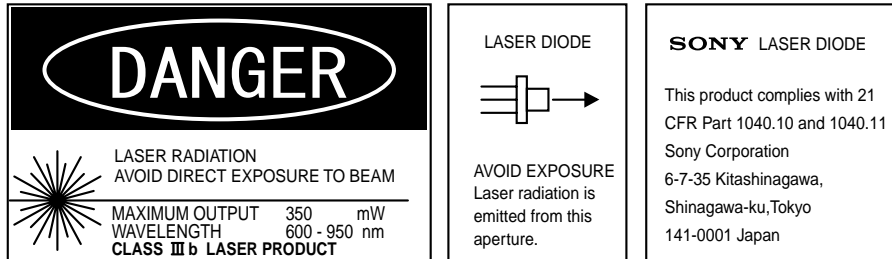 DANGER
LASER RADIATION
AVOID DIRECT EXPOSURE TO BEAM
MAXIMUM OUTPUT 350 mW
WAVELENGTH 600 - 950 nm
CLASS Ⅲ b LASER PRODUCT
LASER DIODE
AVOID EXPOSURE
Laser radiation is
emitted from this
aperture.
SONY LASER DIODE
This product complies with 21
CFR Part 1040.10 and 1040.11
Sony Corporation
6-7-35 Kitashinagawa,
Shinagawa-ku,Tokyo
141-0001 Japan